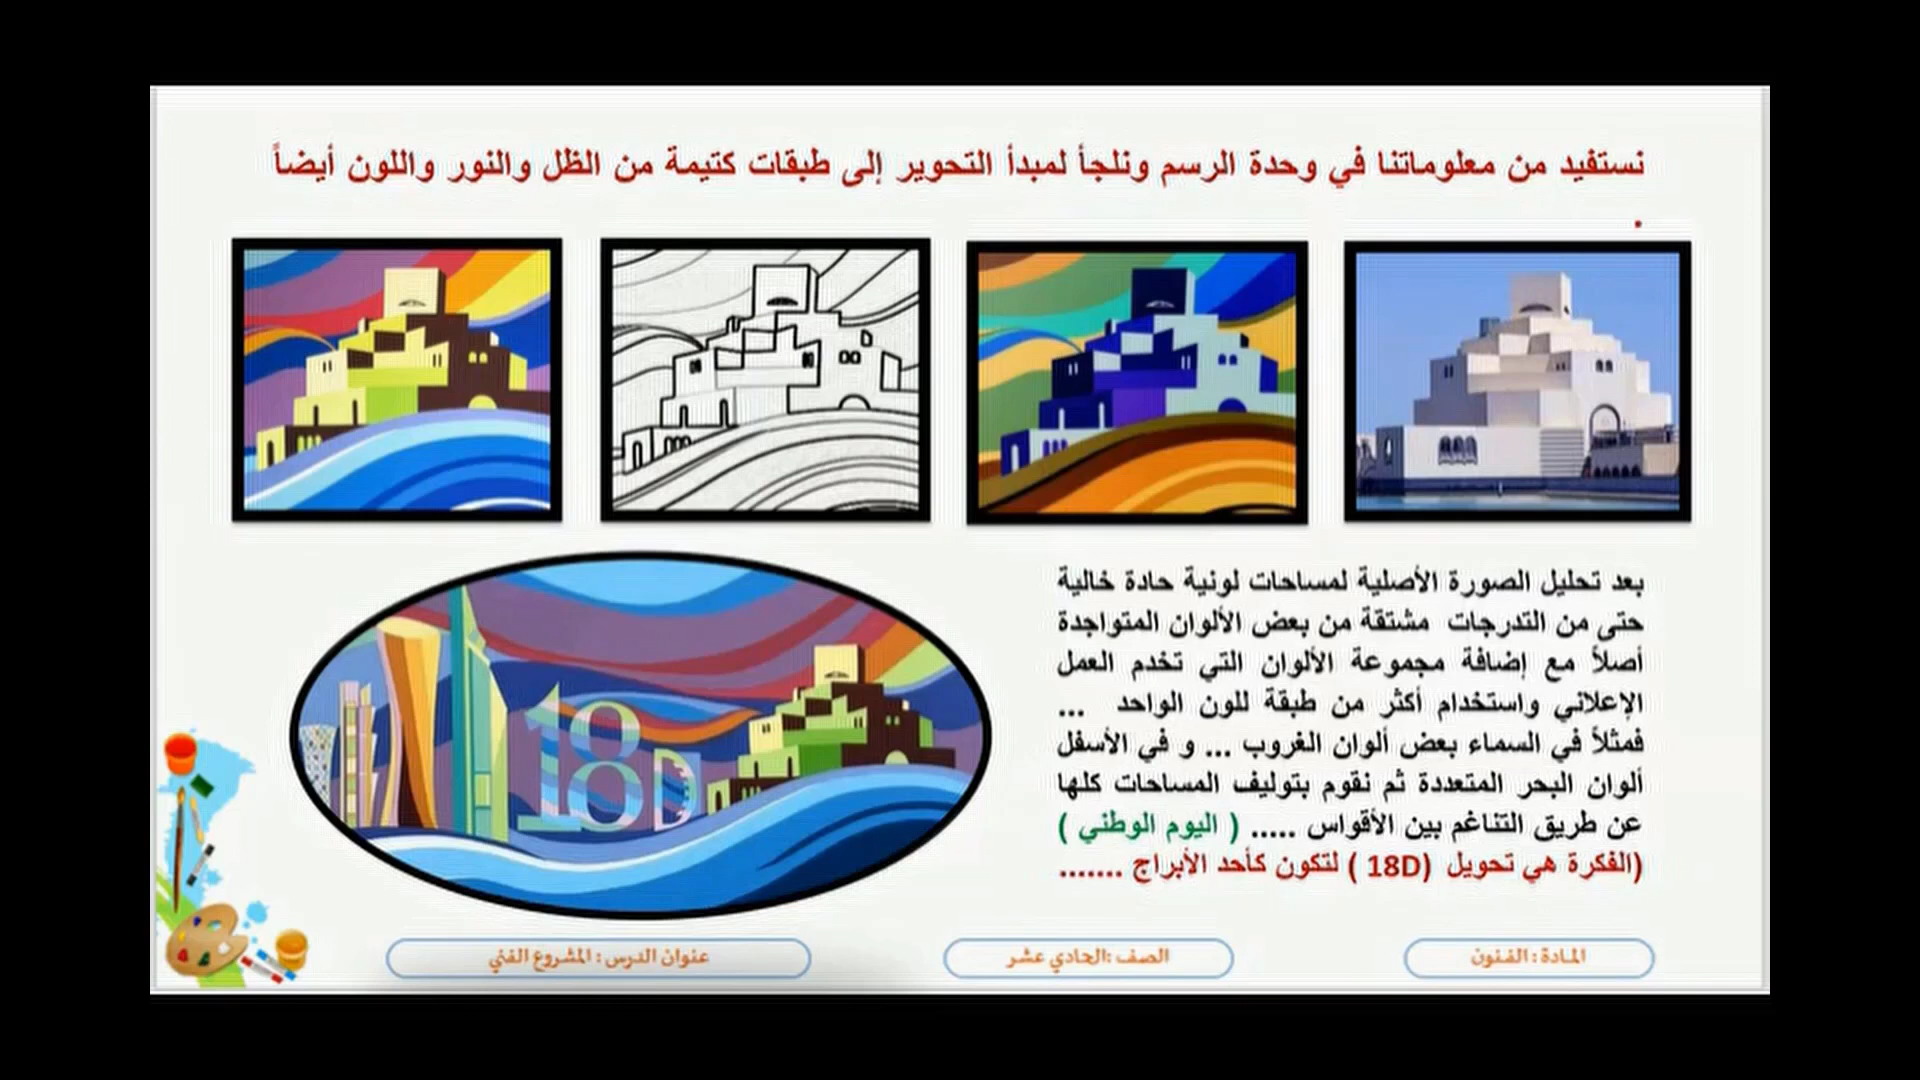 نستفيد من معلوماتنا في وحدة الرسم ونلجأ لمبدأ التحوير إلى طبقات كتيمة من الظل والنور واللون أيضاً
.
18
18D
بعد تحليل الصورة الأصلية لمساحات لونية حادة خالية
حتى من التدرجات مشتقة من بعض الألوان المتواجدة
أصلاً مع إضافة مجموعة الألوان التي تخدم العمل
الإعلاني واستخدام أكثر من طبقة للون الواحد ...
فمثلاً في السماء بعض ألوان الغروب ... و في الأسفل
ألوان البحر المتعددة ثم نقوم بتوليف المساحات كلها
عن طريق التناغم بين الأقواس ..... ( اليوم الوطني )
(الفكرة هي تحويل (18D ) لتكون كأحد الأبراج .......
المادة : الفنون
الصف :الحادي عشر
عنوان الدرس : المشروع الفني